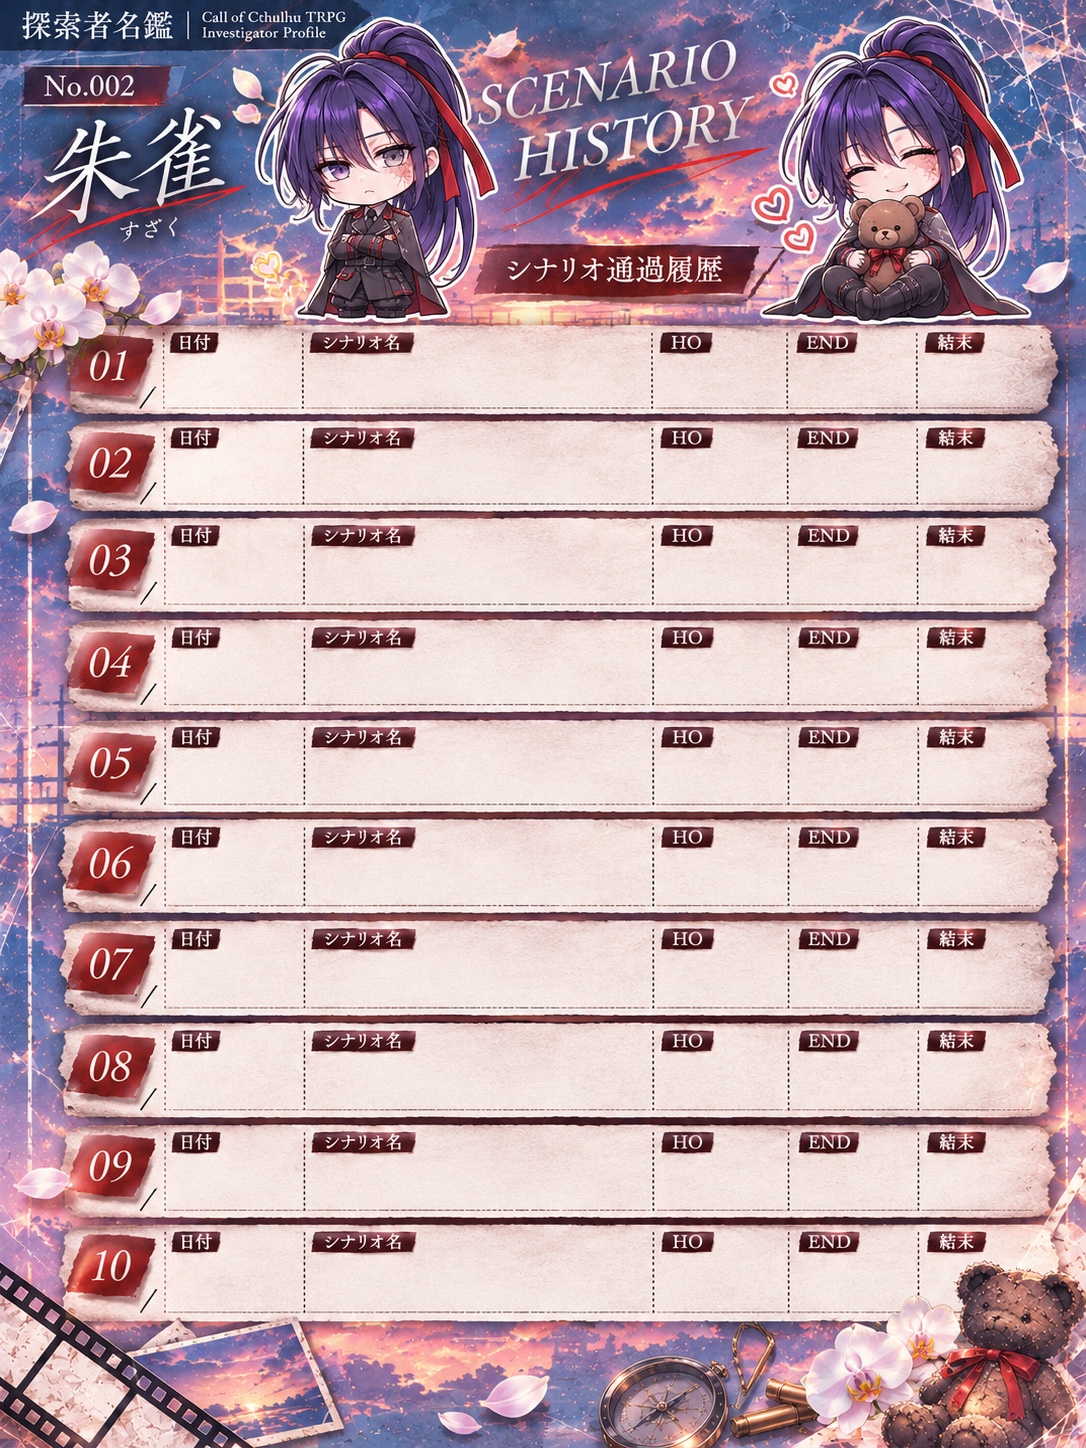 探索者名鑑
Call of Cthulhu TRPG
Investigator Profile
No.002
朱雀
すざく
SCENARIO
HISTORY
シナリオ通過履歴
01 / 日付 シナリオ名 HO END 結末
02 / 日付 シナリオ名 HO END 結末
03 / 日付 シナリオ名 HO END 結末
04 / 日付 シナリオ名 HO END 結末
05 / 日付 シナリオ名 HO END 結末
06 / 日付 シナリオ名 HO END 結末
07 / 日付 シナリオ名 HO END 結末
08 / 日付 シナリオ名 HO END 結末
09 / 日付 シナリオ名 HO END 結末
10 / 日付 シナリオ名 HO END 結末